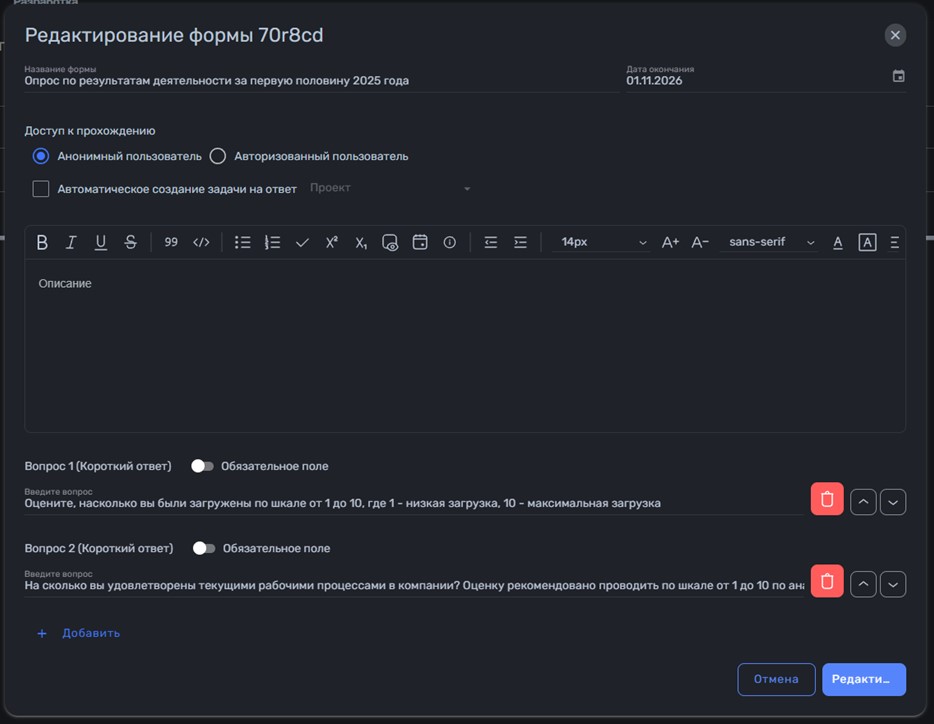 Разработка
Редактирование формы 70r8cd
Название формы
Опрос по результатам деятельности за первую половину 2025 года
Дата окончания
01.11.2026
Доступ к прохождению
Анонимный пользователь
Авторизованный пользователь
Автоматическое создание задачи на ответ
Проект
B I U S 99 </> X² X₁ 14px A+ A− sans-serif A A
Описание
Вопрос 1 (Короткий ответ)
Обязательное поле
Введите вопрос
Оцените, насколько вы были загружены по шкале от 1 до 10, где 1 - низкая загрузка, 10 - максимальная загрузка
Вопрос 2 (Короткий ответ)
Обязательное поле
Введите вопрос
На сколько вы удовлетворены текущими рабочими процессами в компании? Оценку рекомендовано проводить по шкале от 1 до 10 по
+ Добавить
Отмена
Редакти...